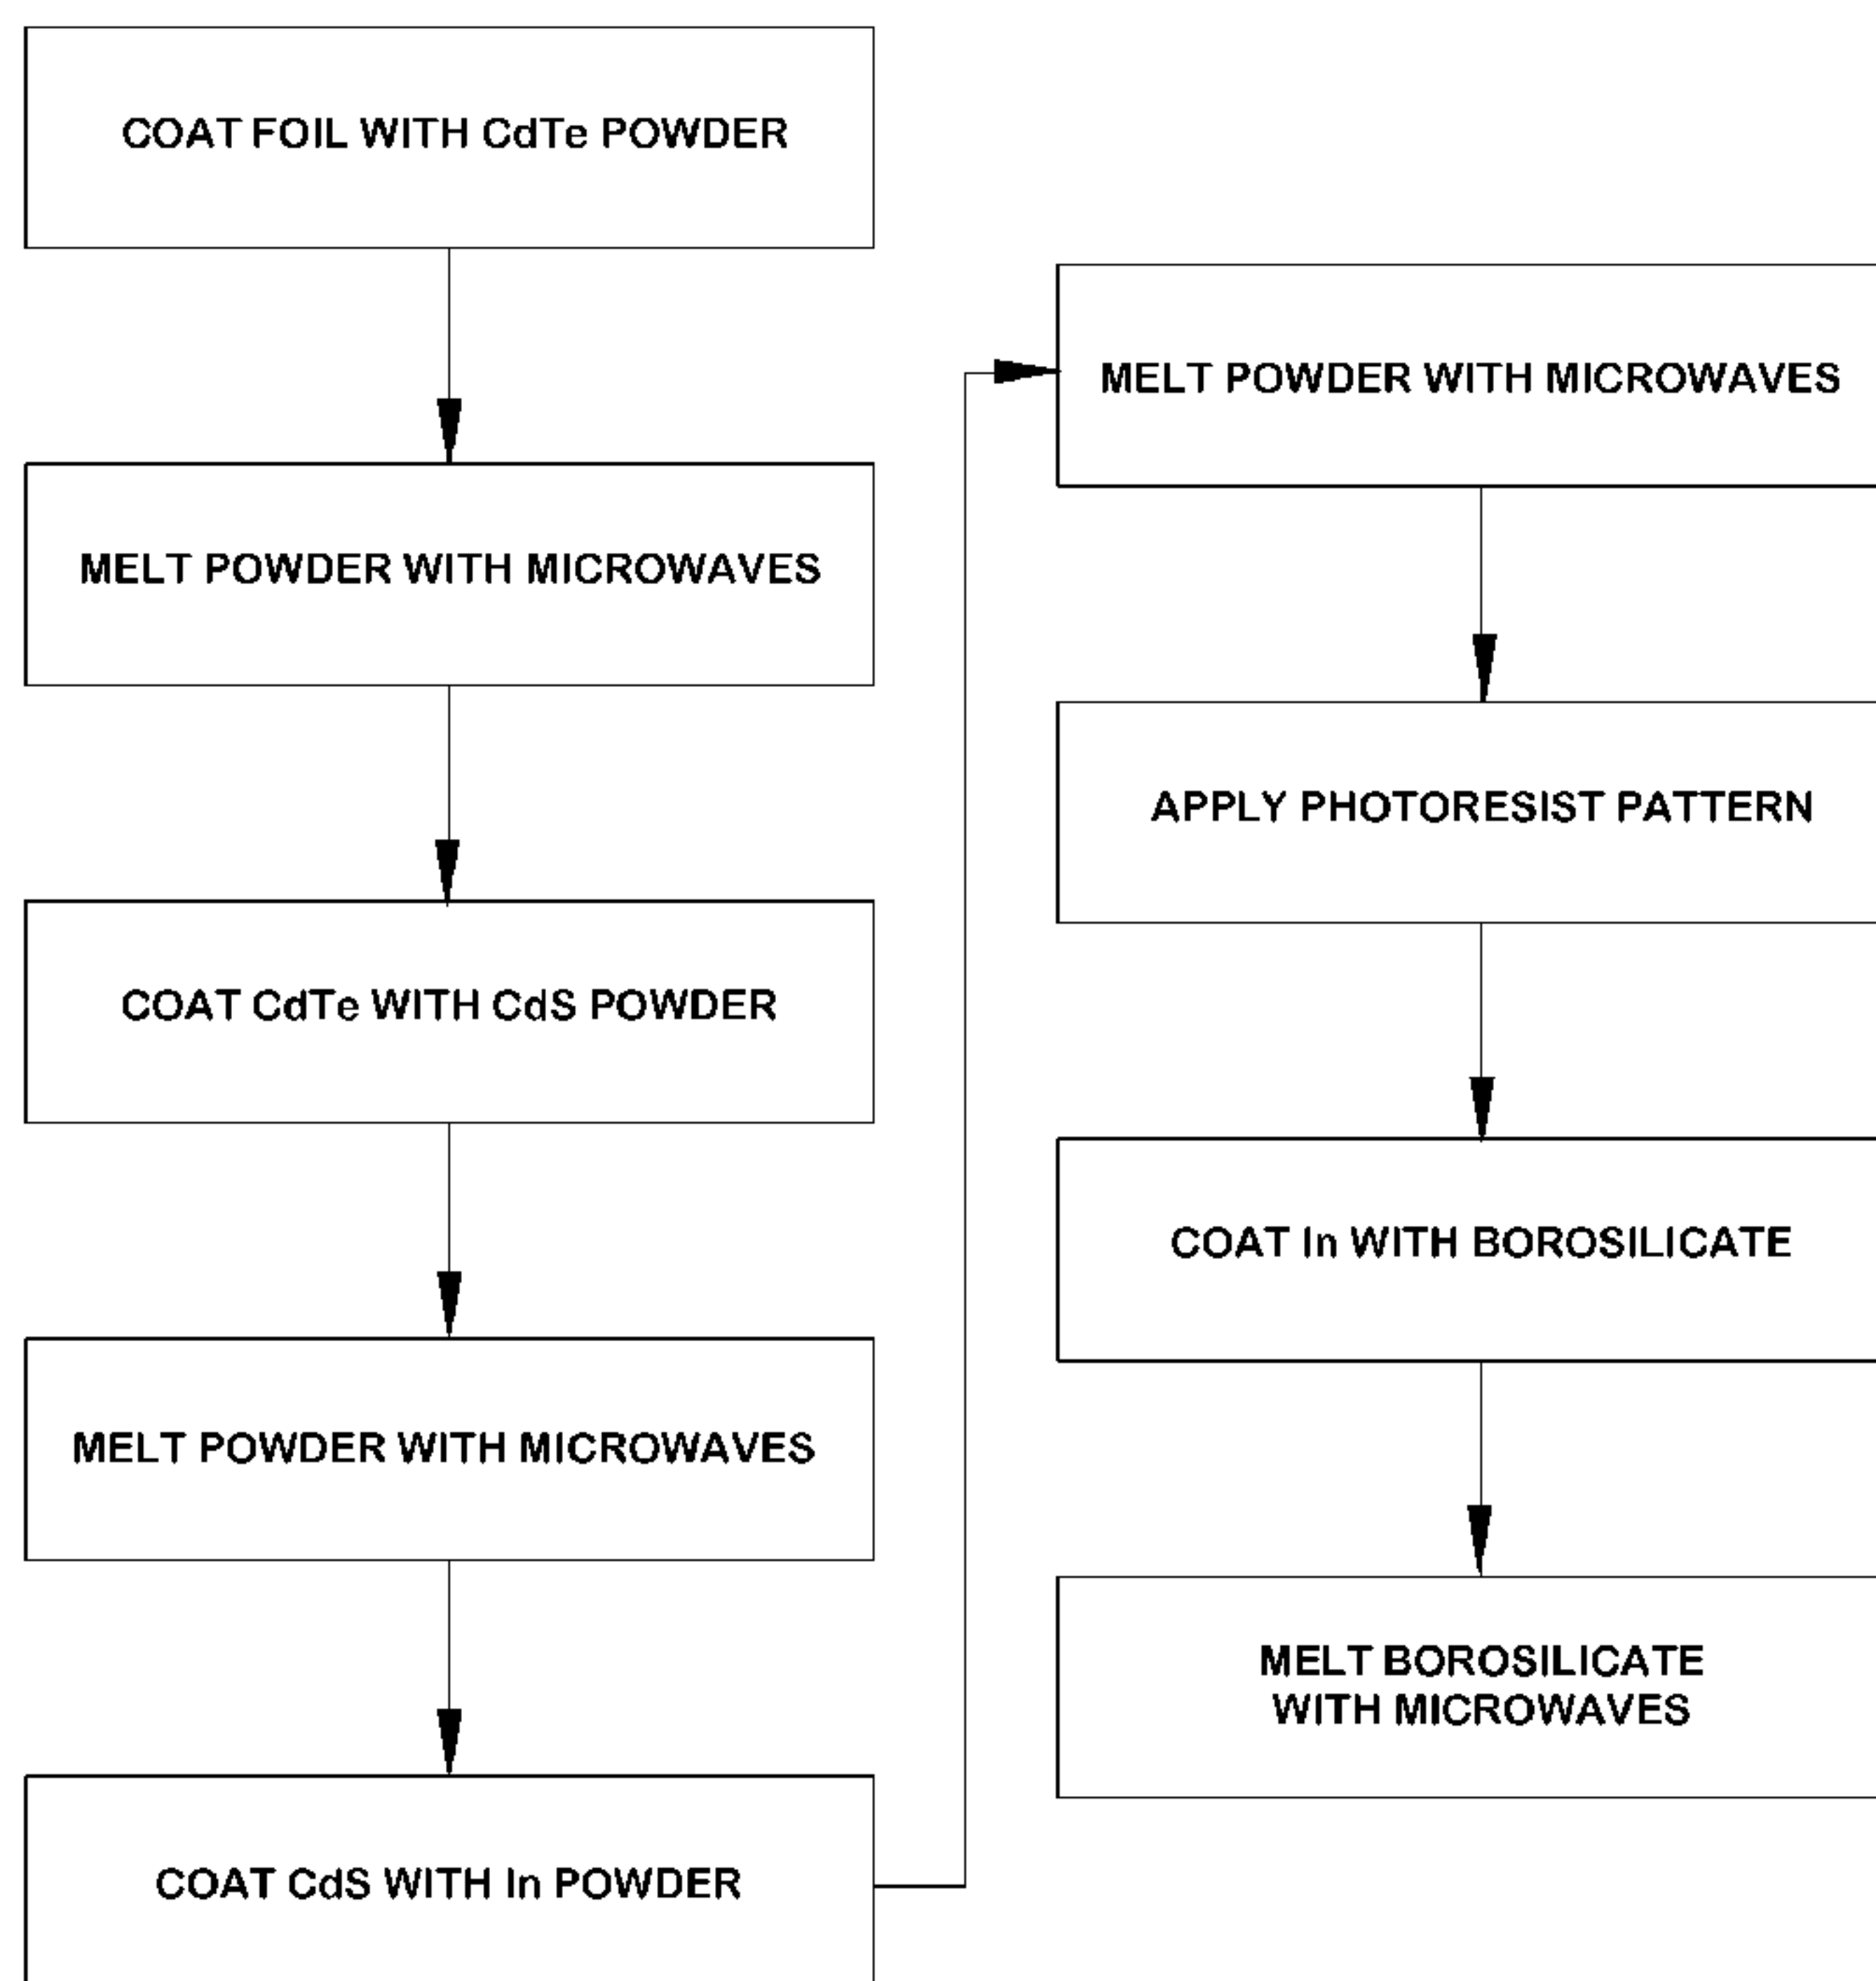 COAT FOIL WITH CdTe POWDER
MELT POWDER WITH MICROWAVES
COAT CdTe WITH CdS POWDER
MELT POWDER WITH MICROWAVES
COAT CdS WITH In POWDER
MELT POWDER WITH MICROWAVES
APPLY PHOTORESIST PATTERN
COAT In WITH BOROSILICATE
MELT BOROSILICATE
WITH MICROWAVES